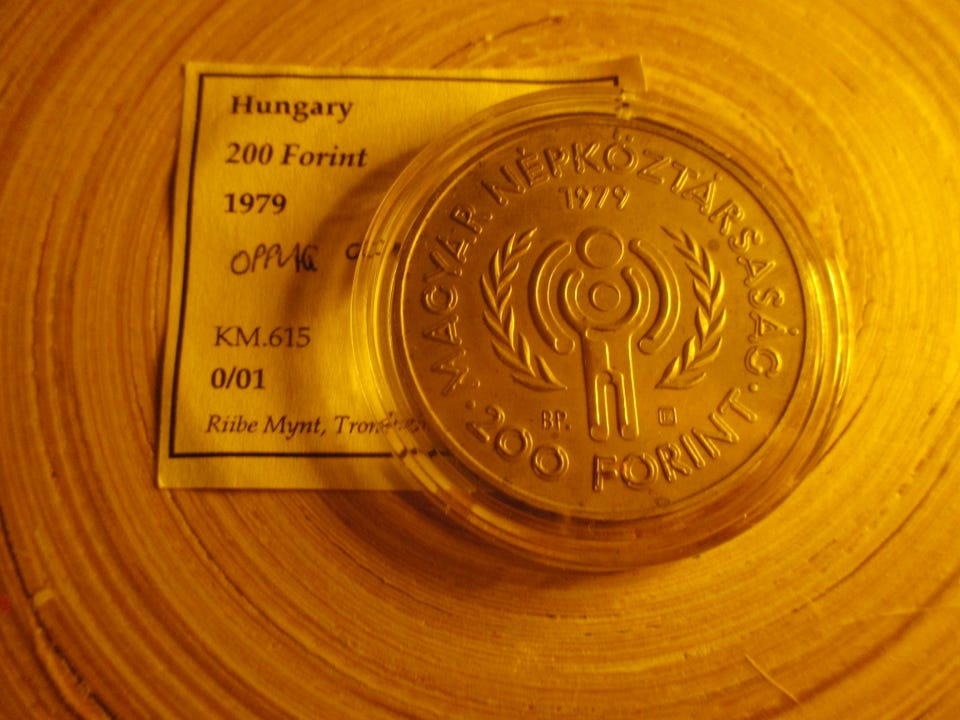 Hungary
200 Forint
1979
OPPLAG
KM.615
0/01
Riibe Mynt,
MAGYAR NÉPKÖZTÁRSASÁG
1979
BP.
· 200 FORINT ·